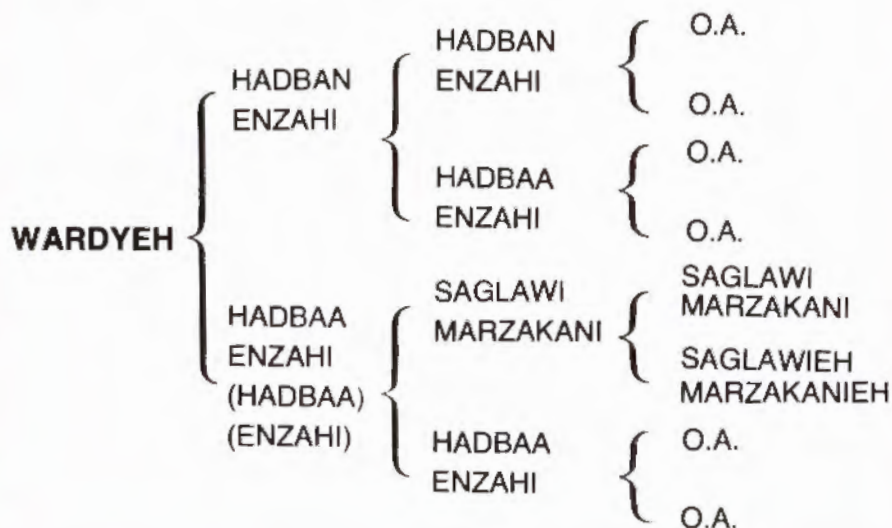 WARDYEH
HADBAN
ENZAHI
HADBAA
ENZAHI
(HADBAA)
(ENZAHI)
HADBAN
ENZAHI
HADBAA
ENZAHI
SAGLAWI
MARZAKANI
HADBAA
ENZAHI
O.A.
O.A.
O.A.
O.A.
SAGLAWI
MARZAKANI
SAGLAWIEH
MARZAKANIEH
O.A.
O.A.